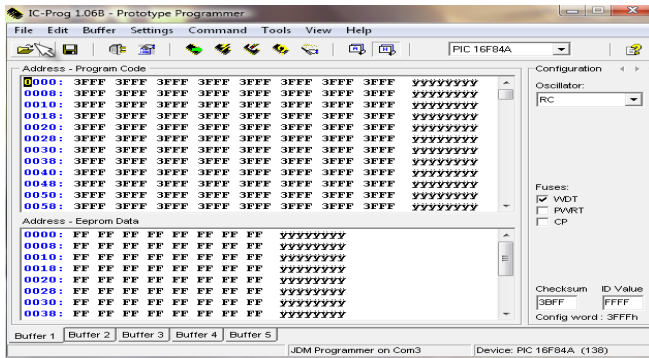 IC-Prog 1.06B - Prototype Programmer
File Edit Buffer Settings Command Tools View Help
PIC 16F84A
Address - Program Code
0000: 3FFF 3FFF 3FFF 3FFF 3FFF 3FFF 3FFF 3FFF ÿÿÿÿÿÿÿÿ
0008: 3FFF 3FFF 3FFF 3FFF 3FFF 3FFF 3FFF 3FFF ÿÿÿÿÿÿÿÿ
0010: 3FFF 3FFF 3FFF 3FFF 3FFF 3FFF 3FFF 3FFF ÿÿÿÿÿÿÿÿ
0018: 3FFF 3FFF 3FFF 3FFF 3FFF 3FFF 3FFF 3FFF ÿÿÿÿÿÿÿÿ
0020: 3FFF 3FFF 3FFF 3FFF 3FFF 3FFF 3FFF 3FFF ÿÿÿÿÿÿÿÿ
0028: 3FFF 3FFF 3FFF 3FFF 3FFF 3FFF 3FFF 3FFF ÿÿÿÿÿÿÿÿ
0030: 3FFF 3FFF 3FFF 3FFF 3FFF 3FFF 3FFF 3FFF ÿÿÿÿÿÿÿÿ
0038: 3FFF 3FFF 3FFF 3FFF 3FFF 3FFF 3FFF 3FFF ÿÿÿÿÿÿÿÿ
0040: 3FFF 3FFF 3FFF 3FFF 3FFF 3FFF 3FFF 3FFF ÿÿÿÿÿÿÿÿ
0048: 3FFF 3FFF 3FFF 3FFF 3FFF 3FFF 3FFF 3FFF ÿÿÿÿÿÿÿÿ
0050: 3FFF 3FFF 3FFF 3FFF 3FFF 3FFF 3FFF 3FFF ÿÿÿÿÿÿÿÿ
0058: 3FFF 3FFF 3FFF 3FFF 3FFF 3FFF 3FFF 3FFF ÿÿÿÿÿÿÿÿ
Address - Eeprom Data
0000: FF FF FF FF FF FF FF FF ÿÿÿÿÿÿÿÿ
0008: FF FF FF FF FF FF FF FF ÿÿÿÿÿÿÿÿ
0010: FF FF FF FF FF FF FF FF ÿÿÿÿÿÿÿÿ
0018: FF FF FF FF FF FF FF FF ÿÿÿÿÿÿÿÿ
0020: FF FF FF FF FF FF FF FF ÿÿÿÿÿÿÿÿ
0028: FF FF FF FF FF FF FF FF ÿÿÿÿÿÿÿÿ
0030: FF FF FF FF FF FF FF FF ÿÿÿÿÿÿÿÿ
0038: FF FF FF FF FF FF FF FF ÿÿÿÿÿÿÿÿ
Buffer 1 Buffer 2 Buffer 3 Buffer 4 Buffer 5
Configuration
Oscillator:
RC
Fuses:
WDT
PWRT
CP
Checksum ID Value
3BFF FFFF
Config word : 3FFFh
JDM Programmer on Com3 Device: PIC 16F84A (138)